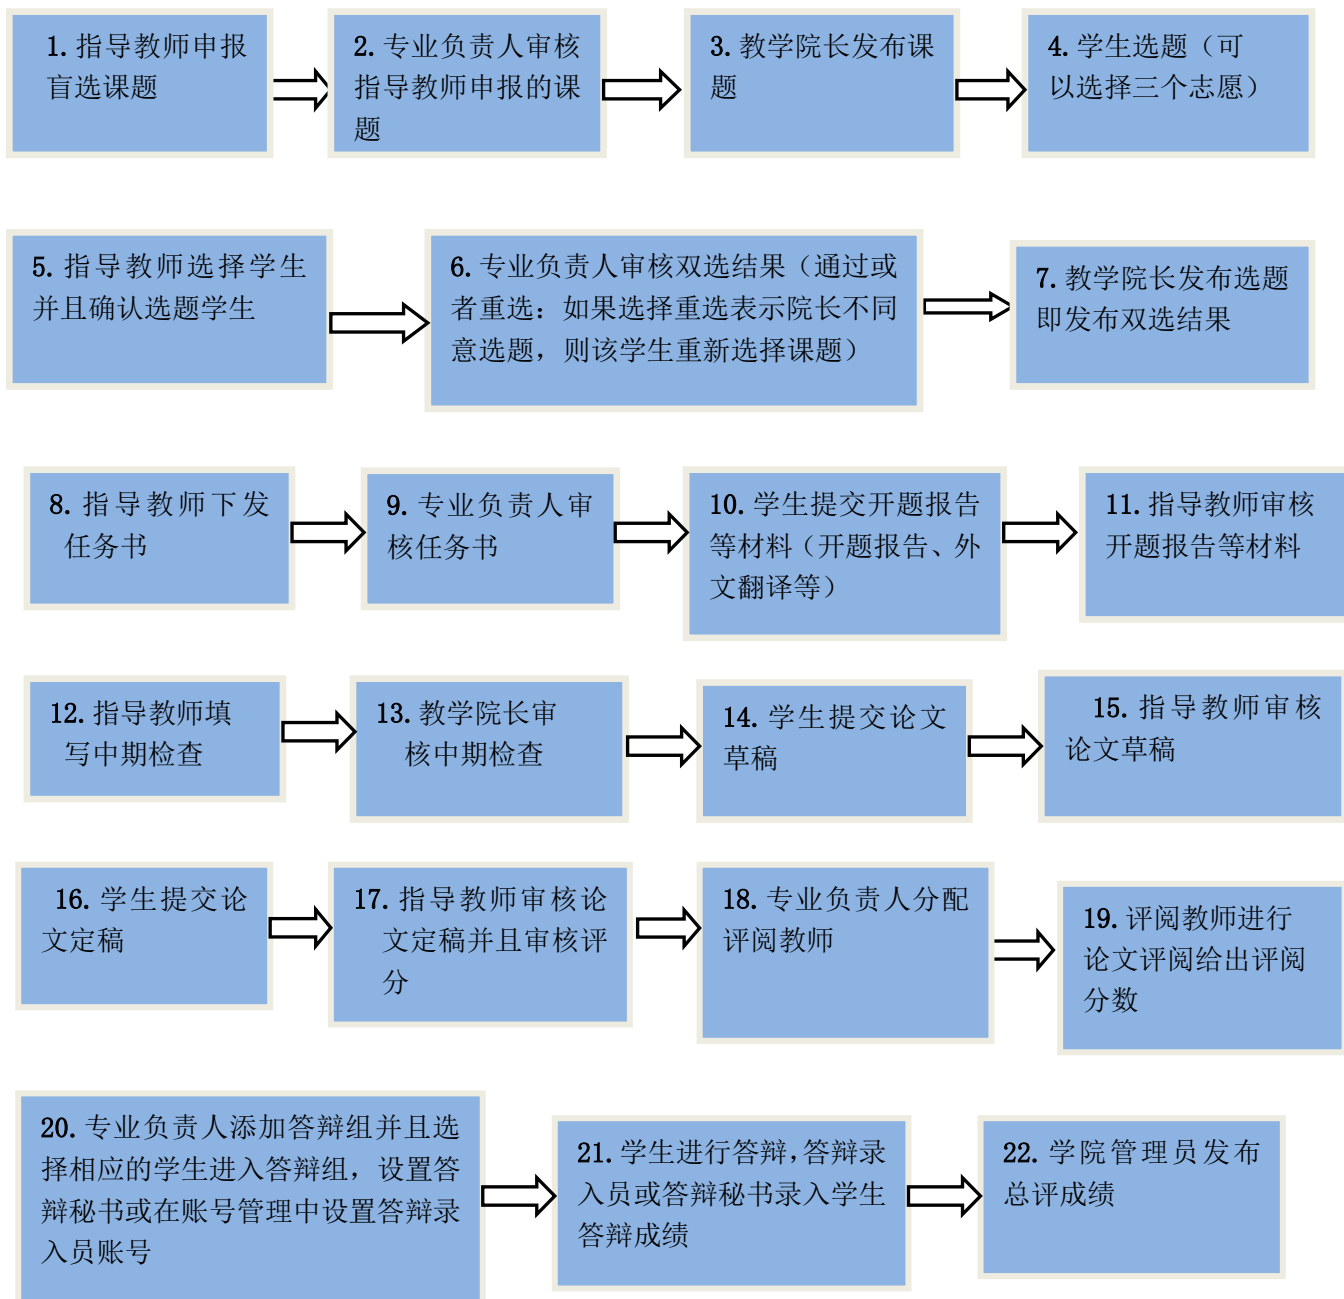 1. 指导教师申报
盲选课题
2. 专业负责人审核
指导教师申报的课
题
3. 教学院长发布课
题
4. 学生选题（可
以选择三个志愿）
5. 指导教师选择学生
并且确认选题学生
6. 专业负责人审核双选结果（通过或
者重选：如果选择重选表示院长不同
意选题，则该学生重新选择课题）
7. 教学院长发布选题
即发布双选结果
8. 指导教师下发
任务书
9. 专业负责人审
核任务书
10. 学生提交开题报告
等材料（开题报告、外
文翻译等）
11. 指导教师审核
开题报告等材料
12. 指导教师填
写中期检查
13. 教学院长审
核中期检查
14. 学生提交论文
草稿
15. 指导教师审核
论文草稿
16. 学生提交论
文定稿
17. 指导教师审核论
文定稿并且审核评
分
18. 专业负责人分配
评阅教师
19. 评阅教师进行
论文评阅给出评阅
分数
20. 专业负责人添加答辩组并且选
择相应的学生进入答辩组，设置答
辩秘书或在账号管理中设置答辩录
入员账号
21. 学生进行答辩，答辩录
入员或答辩秘书录入学生
答辩成绩
22. 学院管理员发布
总评成绩